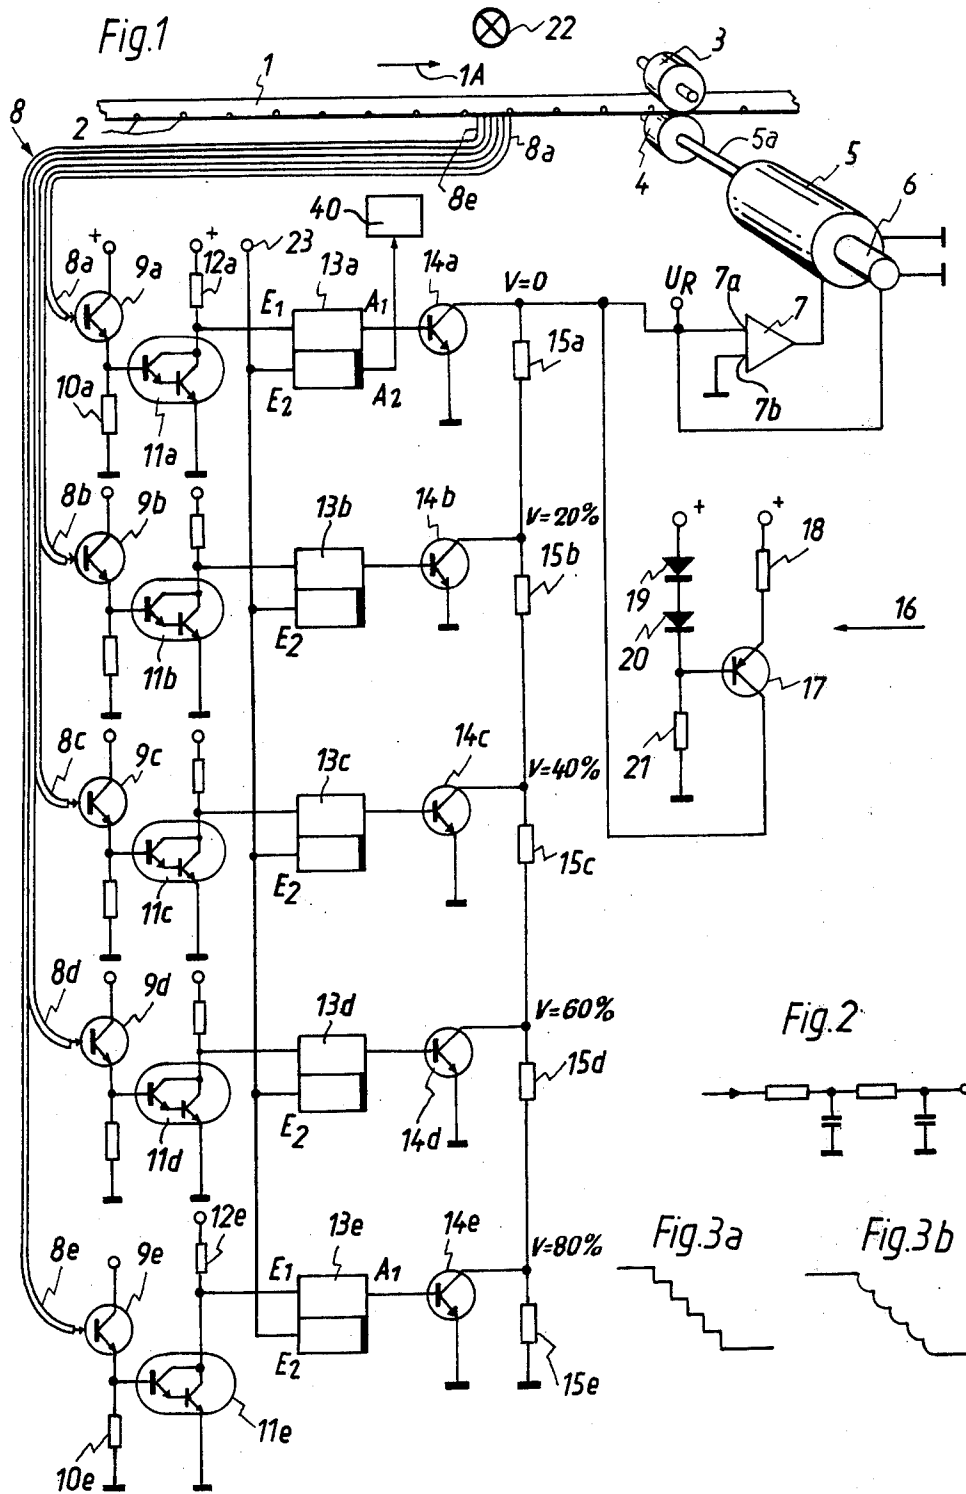 Fig.1
22
1
1A
3
8
2
8e
8a
4
5a
5
6
40
+
+
23
8a
9a
12a
13a
14a
V=0
UR
7a
7
E1
A1
15a
E2
A2
7b
10a
11a
8b
9b
13b
14b
V=20%
15b
+
+
18
19
20
16
17
E2
11b
21
8c
9c
13c
14c
V=40%
15c
E2
11c
8d
9d
13d
V=60%
15d
Fig.2
E2
14d
11d
12e
13e
14e
V=80%
Fig.3a
Fig.3b
8e
9e
E1
A1
E2
15e
11e
10e